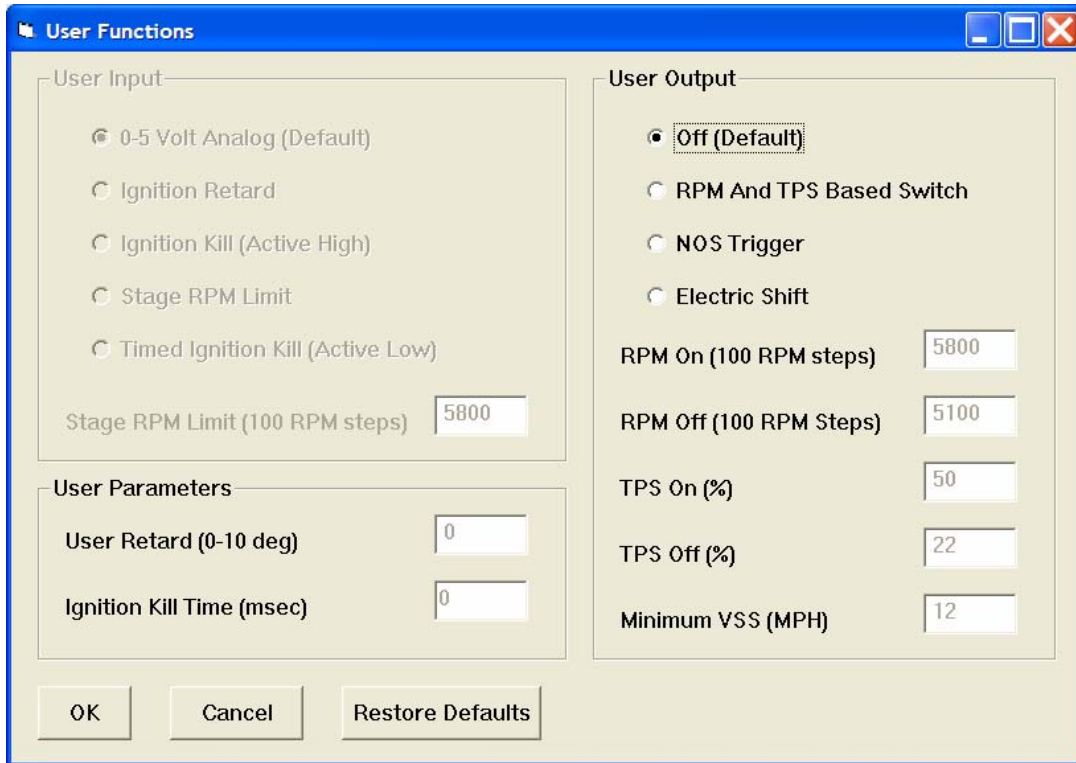 User Functions
User Input
0-5 Volt Analog (Default)
Ignition Retard
Ignition Kill (Active High)
Stage RPM Limit
Timed Ignition Kill (Active Low)
Stage RPM Limit (100 RPM steps) 5800
User Parameters
User Retard (0-10 deg) 0
Ignition Kill Time (msec) 0
User Output
Off (Default)
RPM And TPS Based Switch
NOS Trigger
Electric Shift
RPM On (100 RPM steps) 5800
RPM Off (100 RPM Steps) 5100
TPS On (%) 50
TPS Off (%) 22
Minimum VSS (MPH) 12
OK Cancel Restore Defaults